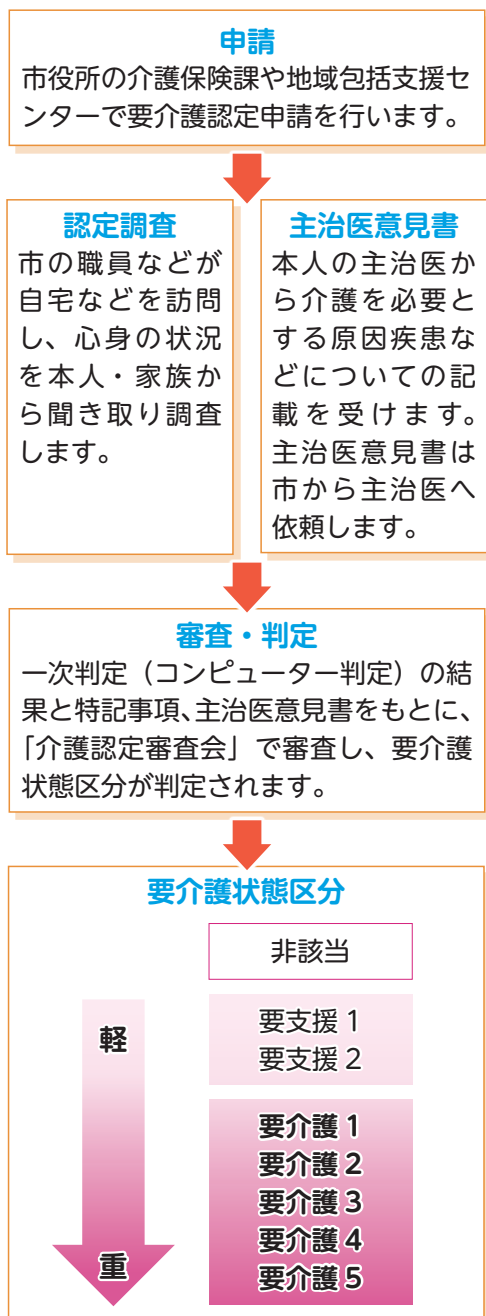 申請
市役所の介護保険課や地域包括支援セ
ンターで要介護認定申請を行います。
認定調査
市の職員などが
自宅などを訪問
し、心身の状況
を本人・家族か
ら聞き取り調査
します。
主治医意見書
本人の主治医か
ら介護を必要と
する原因疾患な
どについての記
載を受けます。
主治医意見書は
市から主治医へ
依頼します。
審査・判定
一次判定（コンピューター判定）の結
果と特記事項、主治医意見書をもとに、
「介護認定審査会」で審査し、要介護
状態区分が判定されます。
要介護状態区分
非該当
軽
要支援 1
要支援 2
要介護 1
要介護 2
要介護 3
要介護 4
要介護 5
重